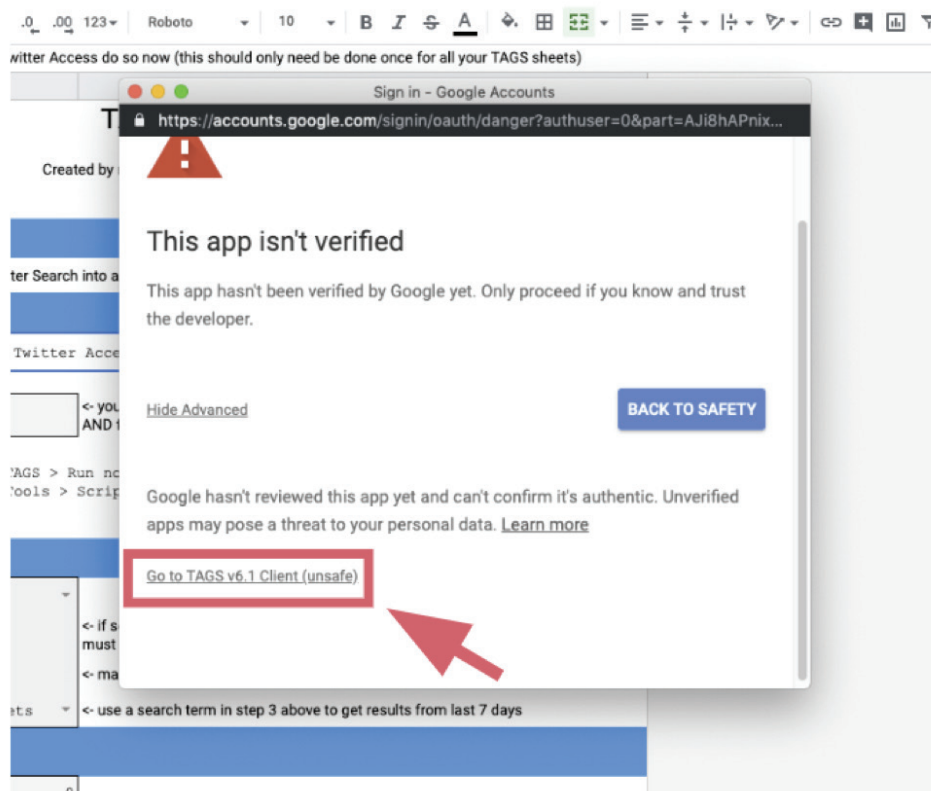 .0 .00 123 Roboto 10 B I S A
witter Access do so now (this should only need be done once for all your TAGS sheets)
Sign in - Google Accounts
https://accounts.google.com/signin/oauth/danger?authuser=0&part=AJi8hAPnix...
T
Created by
This app isn't verified
ter Search into a
This app hasn't been verified by Google yet. Only proceed if you know and trust
the developer.
Twitter Acce
<- you
AND
Hide Advanced
BACK TO SAFETY
TAGS > Run no
Tools > Scrip
Google hasn't reviewed this app yet and can't confirm it's authentic. Unverified
apps may pose a threat to your personal data. Learn more
Go to TAGS v6.1 Client (unsafe)
<- if s
must
<- ma
ets
<- use a search term in step 3 above to get results from last 7 days